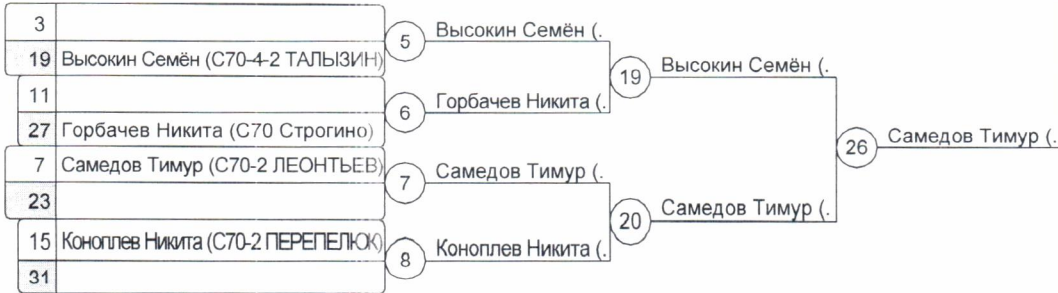 3
19 Высокин Семён (С70-4-2 ТАЛЫЗИН)
11
27 Горбачев Никита (С70 Строгино)
7 Самедов Тимур (С70-2 ЛЕОНТЬЕВ)
23
15 Коноплев Никита (С70-2 ПЕРЕПЕЛЮК)
31
5 Высокин Семён (.
6 Горбачев Никита (.
7 Самедов Тимур (.
8 Коноплев Никита (.
19 Высокин Семён (.
20 Самедов Тимур (.
26 Самедов Тимур (.